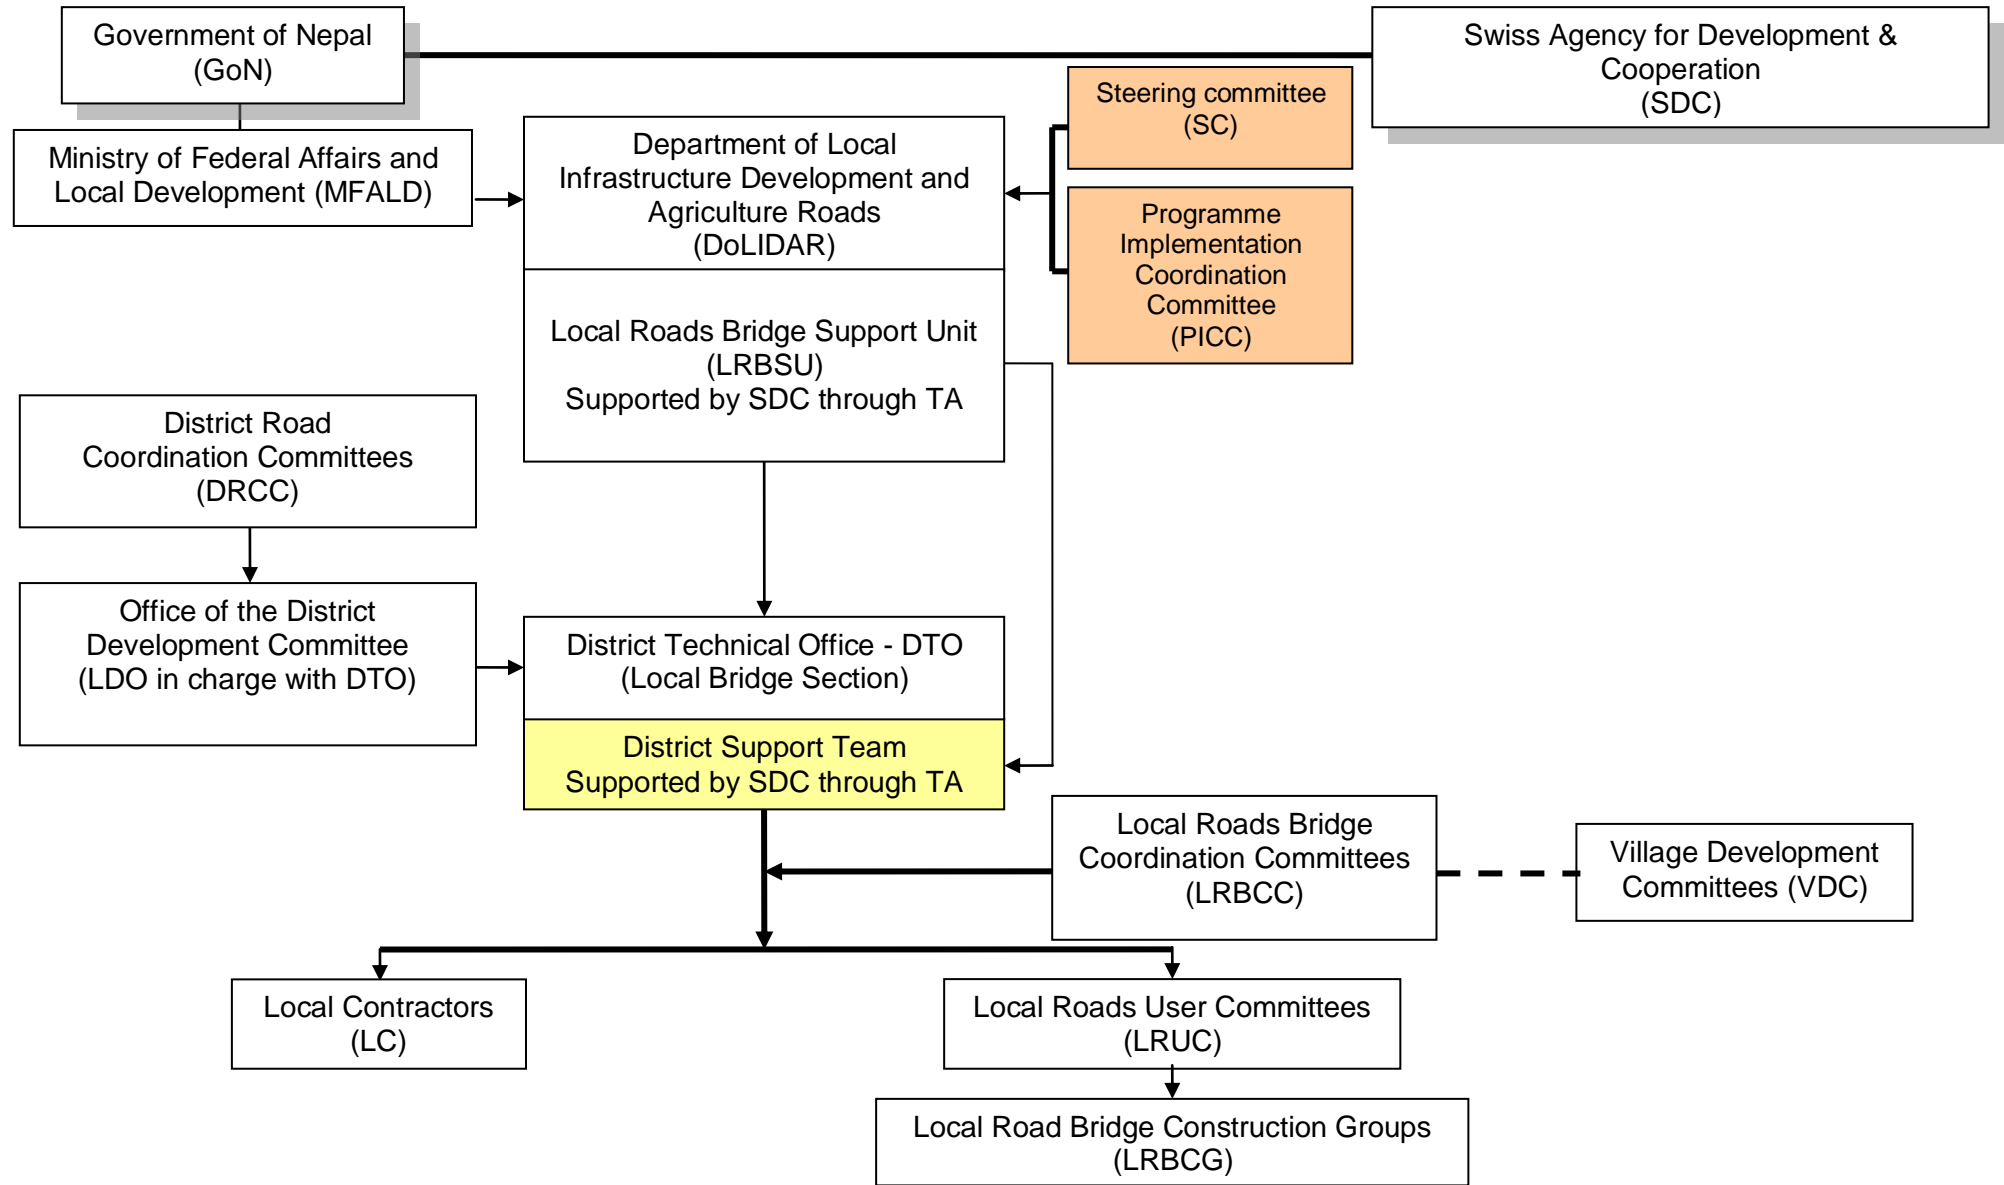 Government of Nepal
(GoN)
Swiss Agency for Development &
Cooperation
(SDC)
Ministry of Federal Affairs and
Local Development (MFALD)
Department of Local
Infrastructure Development and
Agriculture Roads
(DoLIDAR)
Steering committee
(SC)
Programme
Implementation
Coordination
Committee
(PICC)
Local Roads Bridge Support Unit
(LRBSU)
Supported by SDC through TA
District Road
Coordination Committees
(DRCC)
Office of the District
Development Committee
(LDO in charge with DTO)
District Technical Office - DTO
(Local Bridge Section)
District Support Team
Supported by SDC through TA
Local Roads Bridge
Coordination Committees
(LRBCC)
Village Development
Committees (VDC)
Local Contractors
(LC)
Local Roads User Committees
(LRUC)
Local Road Bridge Construction Groups
(LRBCG)